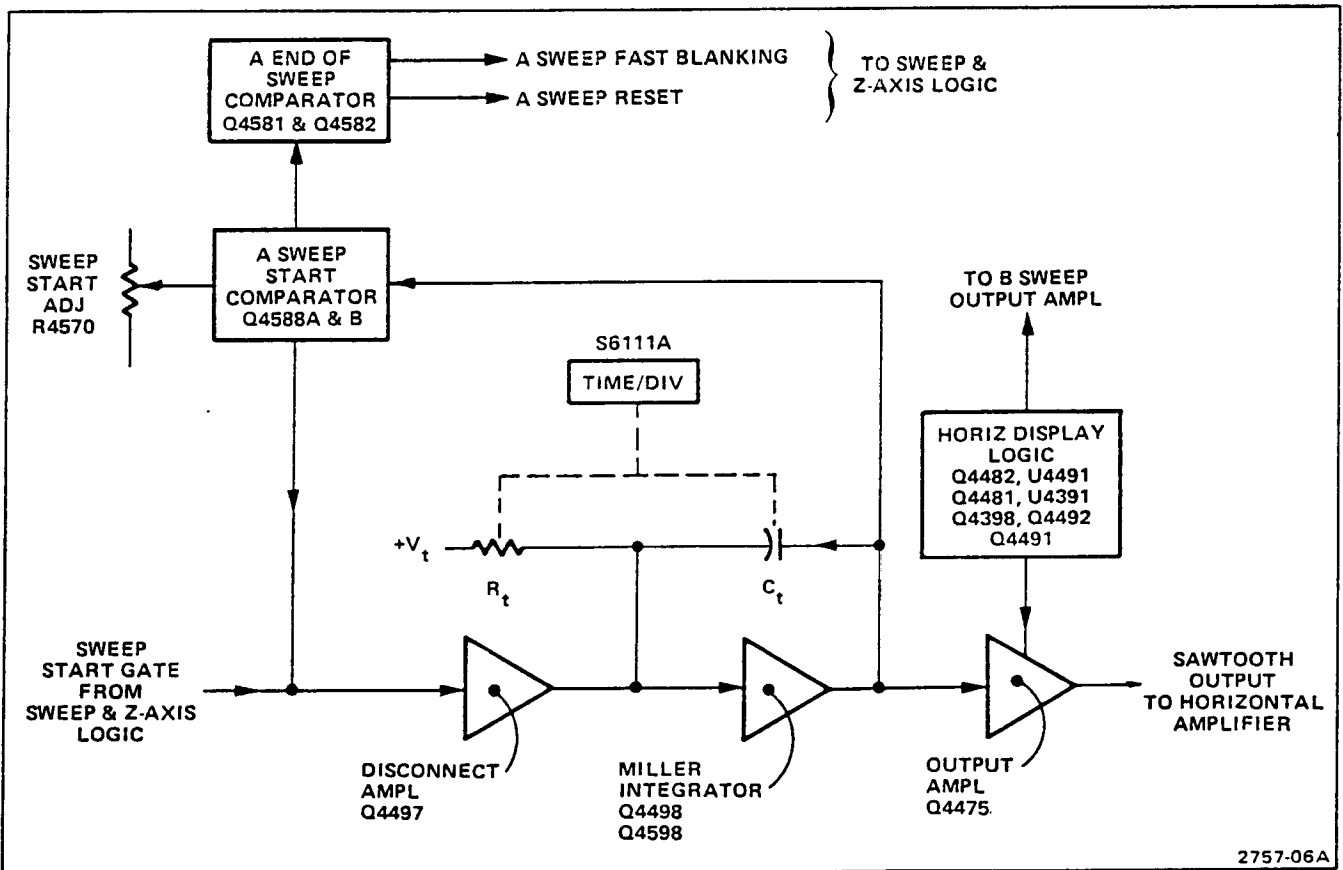 A END OF
SWEEP
COMPARATOR
Q4581 & Q4582
A SWEEP FAST BLANKING
A SWEEP RESET
TO SWEEP &
Z-AXIS LOGIC
SWEEP
START
ADJ
R4570
A SWEEP
START
COMPARATOR
Q4588A & B
TO B SWEEP
OUTPUT AMPL
S6111A
TIME/DIV
HORIZ DISPLAY
LOGIC
Q4482, U4491
Q4481, U4391
Q4398, Q4492
Q4491
+Vt
Rt
Ct
SWEEP
START GATE
FROM
SWEEP & Z-AXIS
LOGIC
SAWTOOTH
OUTPUT
TO HORIZONTAL
AMPLIFIER
DISCONNECT
AMPL
Q4497
MILLER
INTEGRATOR
Q4498
Q4598
OUTPUT
AMPL
Q4475
2757-06A